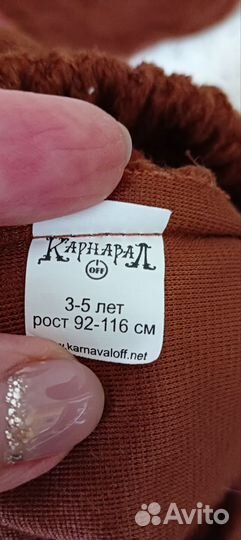 КАРНАВАЛ
OFF
3-5 лет
рост 92-116 см
www.karnavaloff.net
Avito